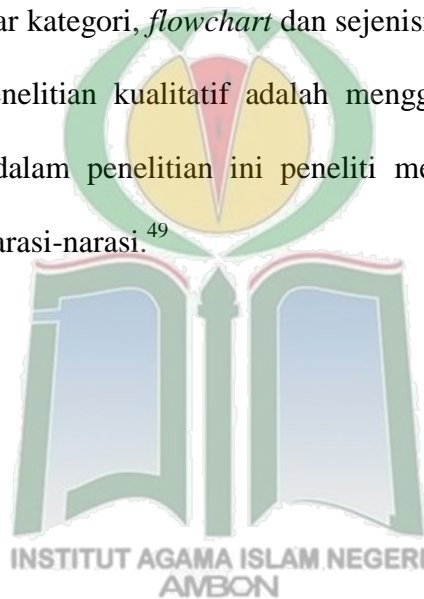 ar kategori, flowchart dan sejenis
enelitian kualitatif adalah mengg
dalam penelitian ini peneliti me
arasi-narasi.49
INSTITUT AGAMA ISLAM NEGERI
AMBON